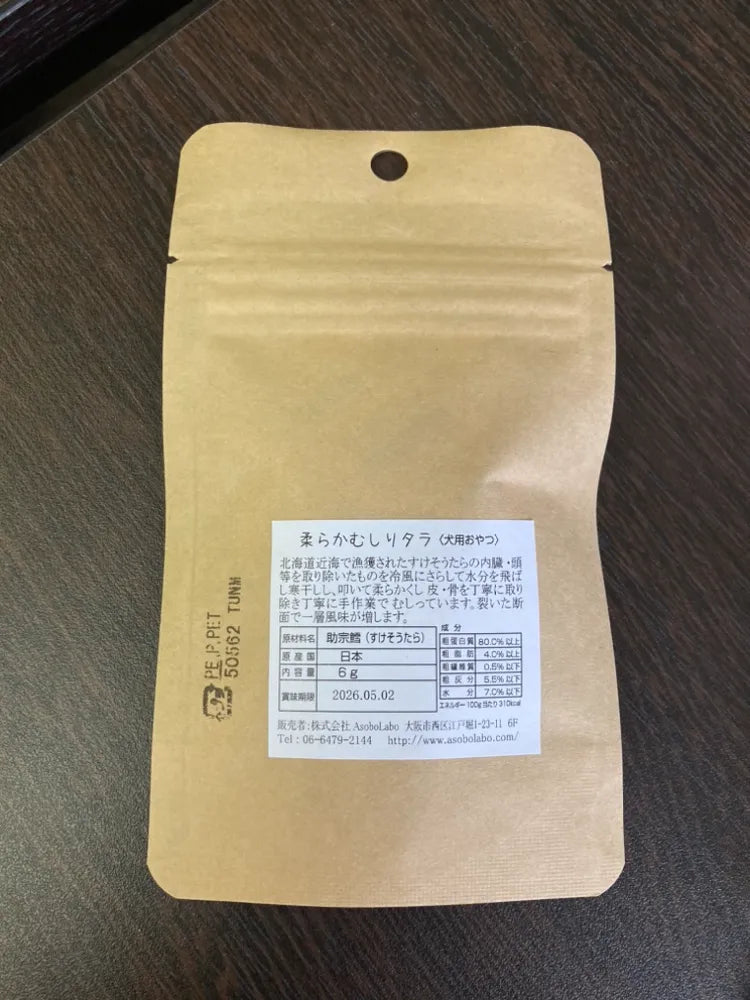 柔らかむしりタラ〈犬用おやつ〉
北海道近海で漁獲されたすけそうたらの内臓・頭
等を取り除いたものを冷風にさらして水分を飛ば
し寒干しし、叩いて柔らかくし 皮・骨を丁寧に取り
除き丁寧に手作業で むしっています。裂いた断
面で一層風味が増します。
原材料名 助宗鱈（すけそうたら）
原産国 日本
内容量 6g
賞味期限 2026.05.02
成分
粗蛋白質 80.0%以上
粗脂肪 4.0%以上
粗繊維質 0.5%以下
粗灰分 5.5%以下
水分 7.0%以下
エネルギー 100g当たり 310kcal
販売者:株式会社 AsoboLabo 大阪市西区江戸堀1-23-11 6F
Tel：06-6479-2144 http://www.asobolabo.com/
PE,P,PET
50562 TUNM